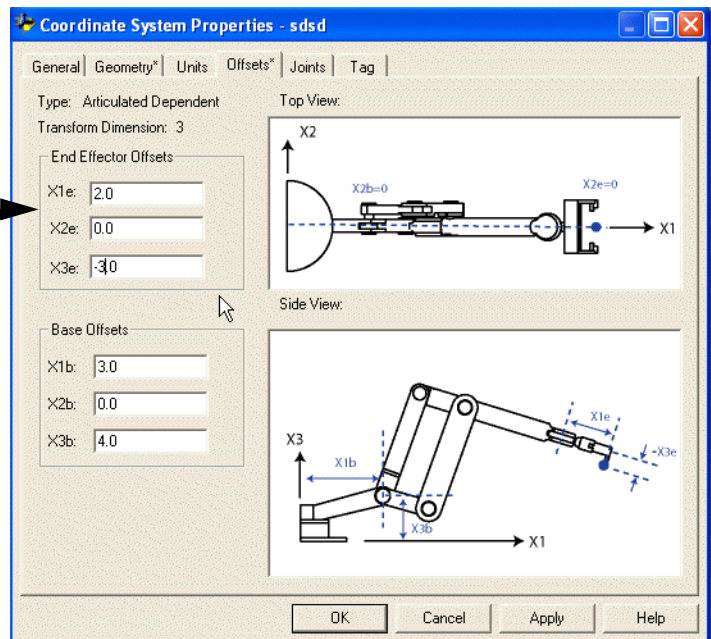 Coordinate System Properties - sdsd
General Geometry* Units Offsets* Joints Tag
Type: Articulated Dependent
Transform Dimension: 3
End Effector Offsets
X1e: 2.0
X2e: 0.0
X3e: -3.0
Base Offsets
X1b: 3.0
X2b: 0.0
X3b: 4.0
Top View:
X2
X2b=0
X2e=0
X1
Side View:
X3
X1b
X3b
X1e
-X3e
X1
OK Cancel Apply Help